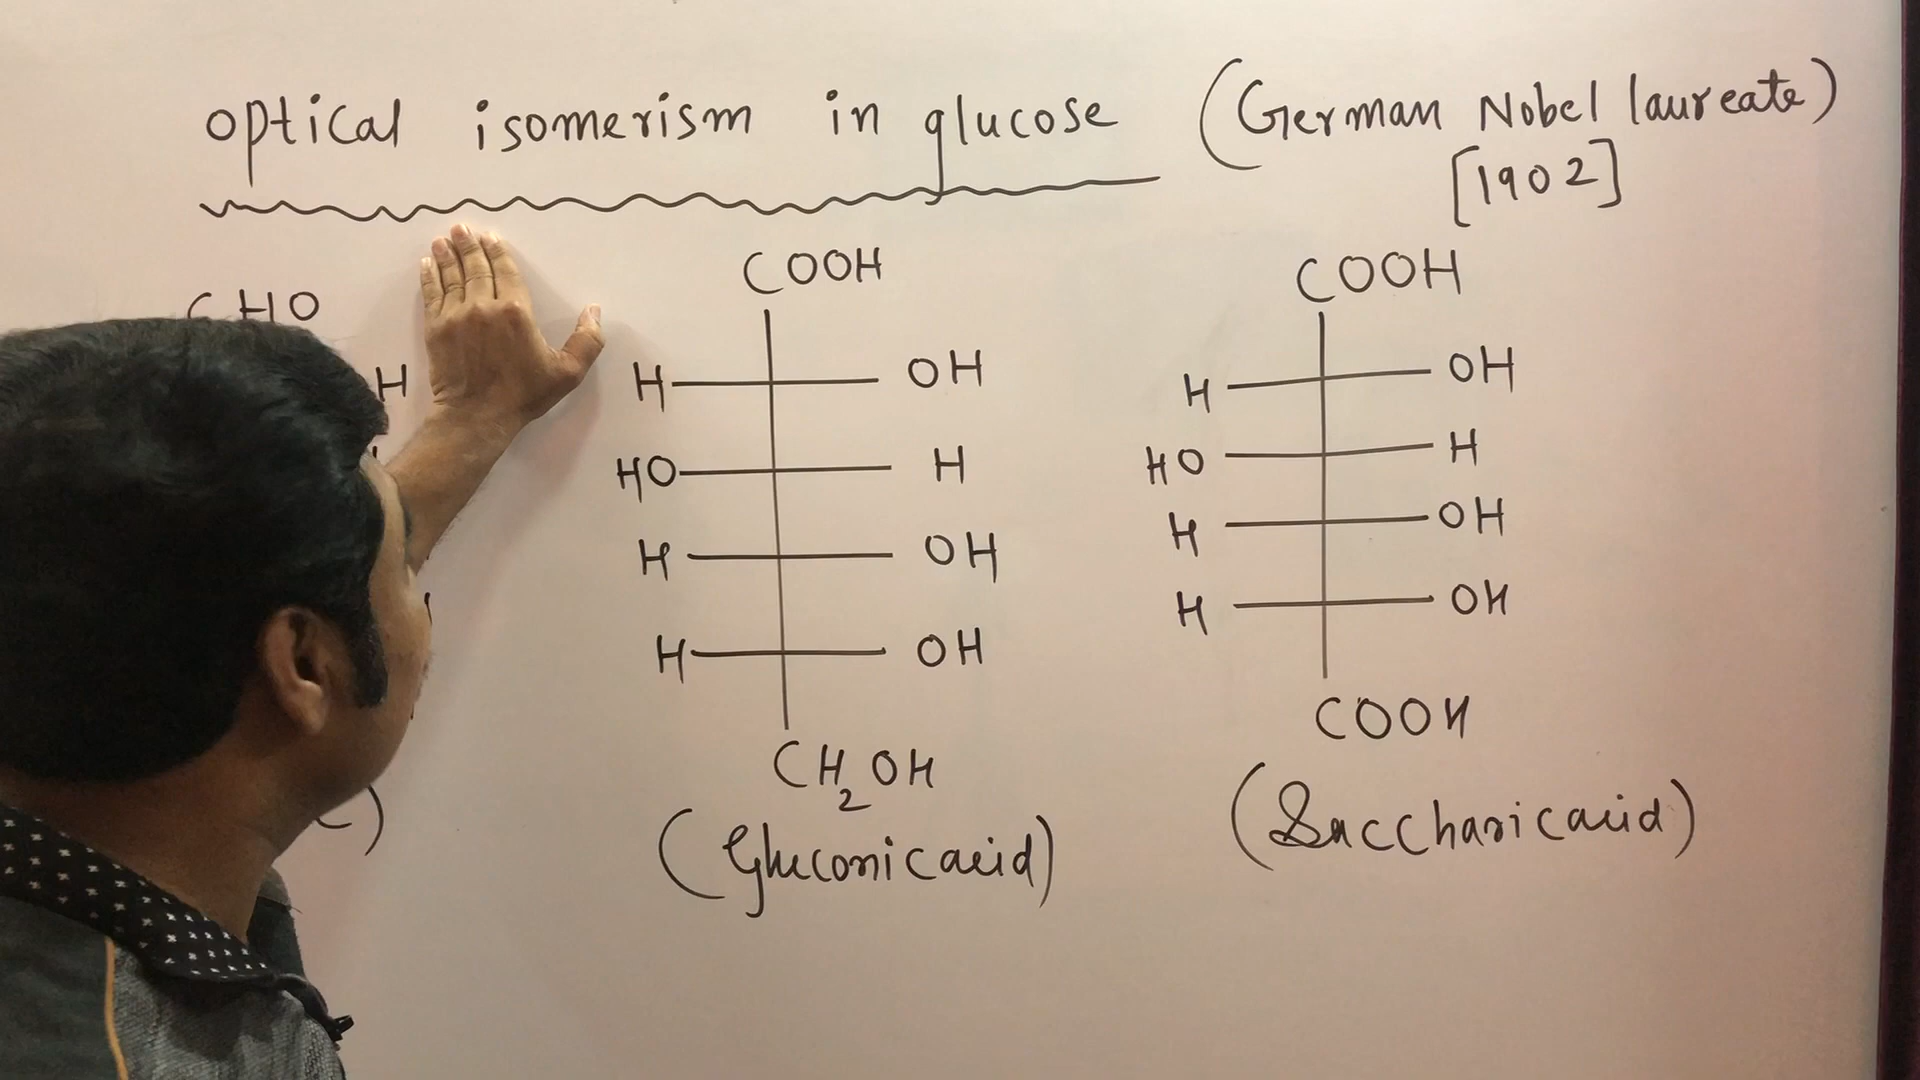 optical isomerism in glucose (German Nobel laureate)
[1902]
CHO
H
COOH
H OH
HO H
H OH
H OH
CH2OH
(Gluconic acid)
COOH
H OH
HO H
H OH
H OH
COOH
(Saccharic acid)